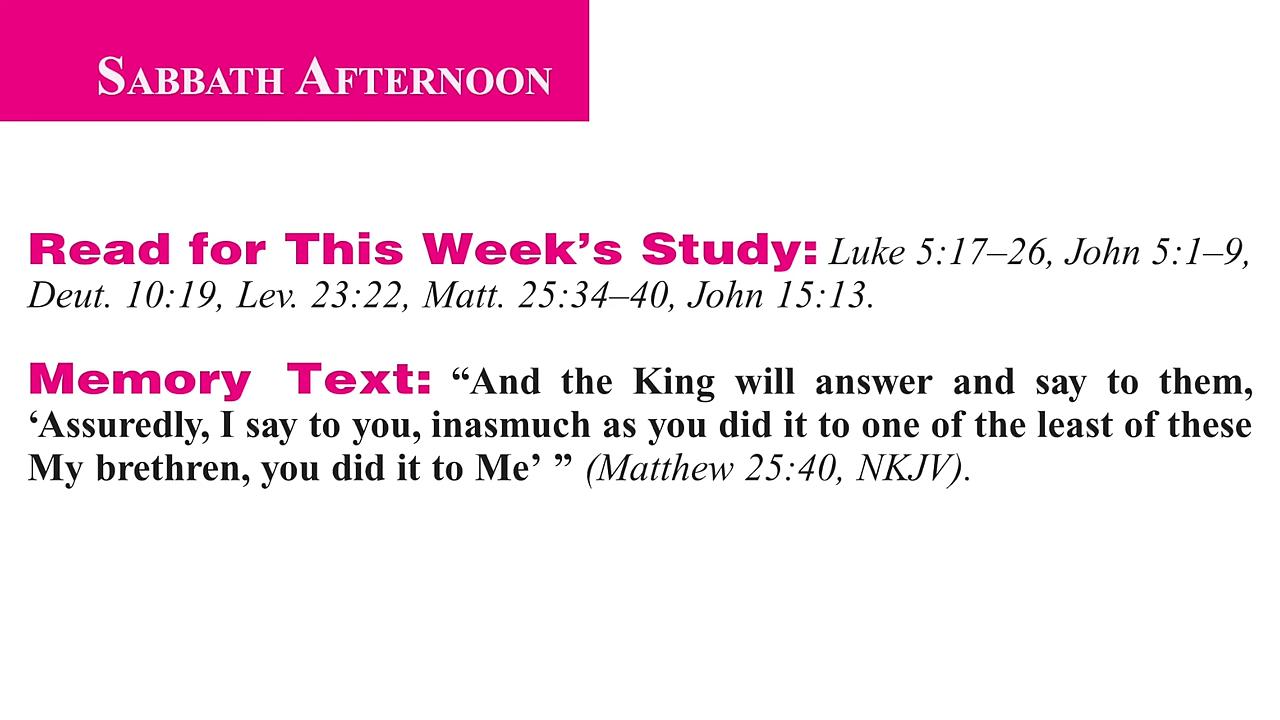 SABBATH AFTERNOON
Read for This Week’s Study: Luke 5:17–26, John 5:1–9,
Deut. 10:19, Lev. 23:22, Matt. 25:34–40, John 15:13.
Memory Text: “And the King will answer and say to them,
‘Assuredly, I say to you, inasmuch as you did it to one of the least of these
My brethren, you did it to Me’ ” (Matthew 25:40, NKJV).